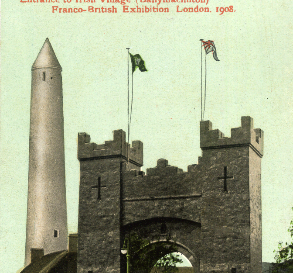 Entrance to Irish Village (Ballymaclinton)
Franco-British Exhibition London, 1908.